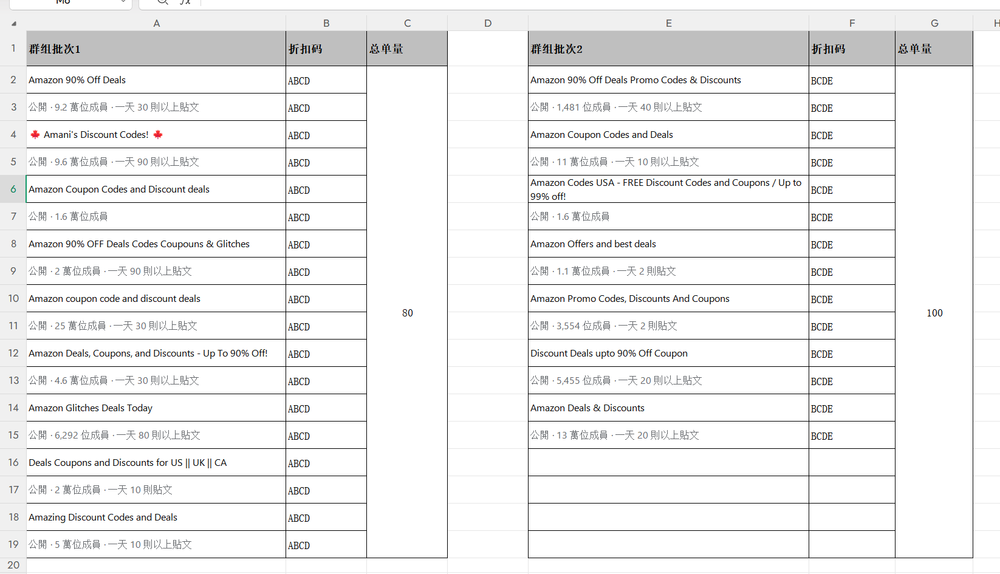 fx
A B C D E F G H
1 群组批次1 折扣码 总单量 群组批次2 折扣码 总单量
2 Amazon 90% Off Deals ABCD Amazon 90% Off Deals Promo Codes & Discounts BCDE
3 公開 · 9.2 萬位成員 · 一天 30 則以上貼文 ABCD 公開 · 1,481 位成員 · 一天 40 則以上貼文 BCDE
4 🍁 Amani's Discount Codes! 🍁 ABCD Amazon Coupon Codes and Deals BCDE
5 公開 · 9.6 萬位成員 · 一天 90 則以上貼文 ABCD 公開 · 11 萬位成員 · 一天 10 則以上貼文 BCDE
6 Amazon Coupon Codes and Discount deals ABCD Amazon Codes USA - FREE Discount Codes and Coupons / Up to
99% off! BCDE
7 公開 · 1.6 萬位成員 ABCD 公開 · 1.6 萬位成員 BCDE
8 Amazon 90% OFF Deals Codes Coupouns & Glitches ABCD Amazon Offers and best deals BCDE
9 公開 · 2 萬位成員 · 一天 90 則以上貼文 ABCD 公開 · 1.1 萬位成員 · 一天 2 則貼文 BCDE
10 Amazon coupon code and discount deals ABCD Amazon Promo Codes, Discounts And Coupons BCDE
80 100
11 公開 · 25 萬位成員 · 一天 30 則以上貼文 ABCD 公開 · 3,554 位成員 · 一天 2 則貼文 BCDE
12 Amazon Deals, Coupons, and Discounts - Up To 90% Off! ABCD Discount Deals upto 90% Off Coupon BCDE
13 公開 · 4.6 萬位成員 · 一天 30 則以上貼文 ABCD 公開 · 5,455 位成員 · 一天 20 則以上貼文 BCDE
14 Amazon Glitches Deals Today ABCD Amazon Deals & Discounts BCDE
15 公開 · 6,292 位成員 · 一天 80 則以上貼文 ABCD 公開 · 13 萬位成員 · 一天 20 則以上貼文 BCDE
16 Deals Coupons and Discounts for US || UK || CA ABCD
17 公開 · 2 萬位成員 · 一天 10 則貼文 ABCD
18 Amazing Discount Codes and Deals ABCD
19 公開 · 5 萬位成員 · 一天 10 則以上貼文 ABCD
20